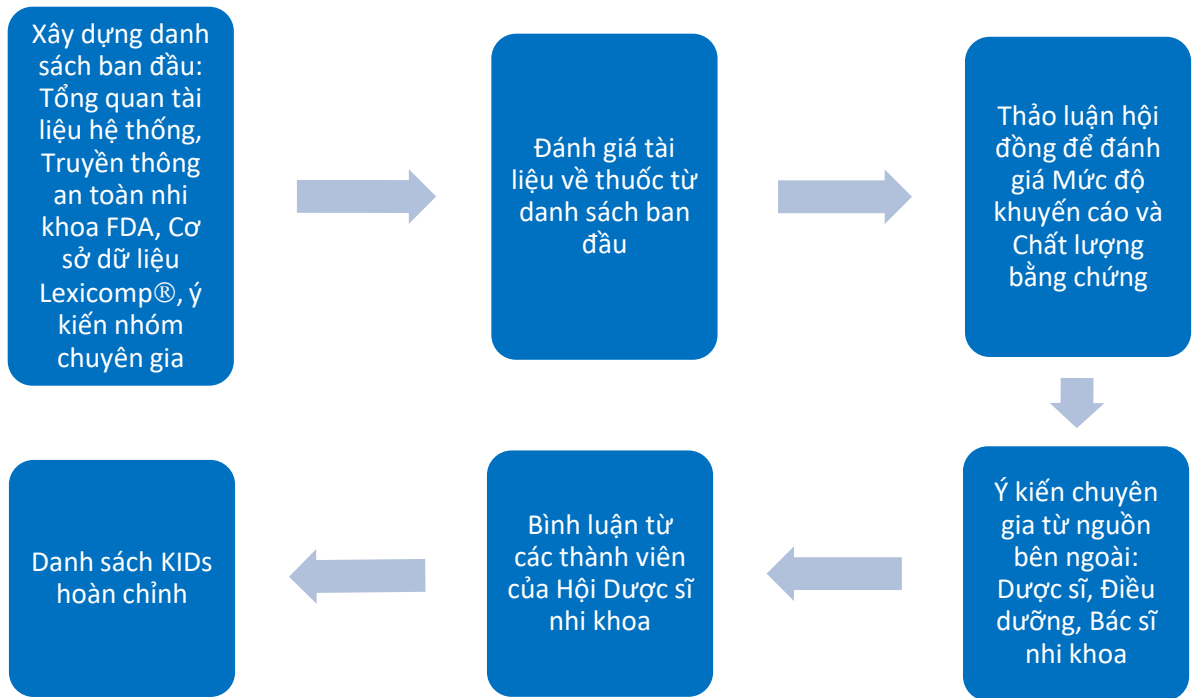 Xây dựng danh
sách ban đầu:
Tổng quan tài
liệu hệ thống,
Truyền thông
an toàn nhi
khoa FDA, Cơ
sở dữ liệu
Lexicomp®, ý
kiến nhóm
chuyên gia
Đánh giá tài
liệu về thuốc từ
danh sách ban
đầu
Thảo luận hội
đồng để đánh
giá Mức độ
khuyến cáo và
Chất lượng
bằng chứng
Ý kiến chuyên
gia từ nguồn
bên ngoài:
Dược sĩ, Điều
dưỡng, Bác sĩ
nhi khoa
Bình luận từ
các thành viên
của Hội Dược sĩ
nhi khoa
Danh sách KIDs
hoàn chỉnh